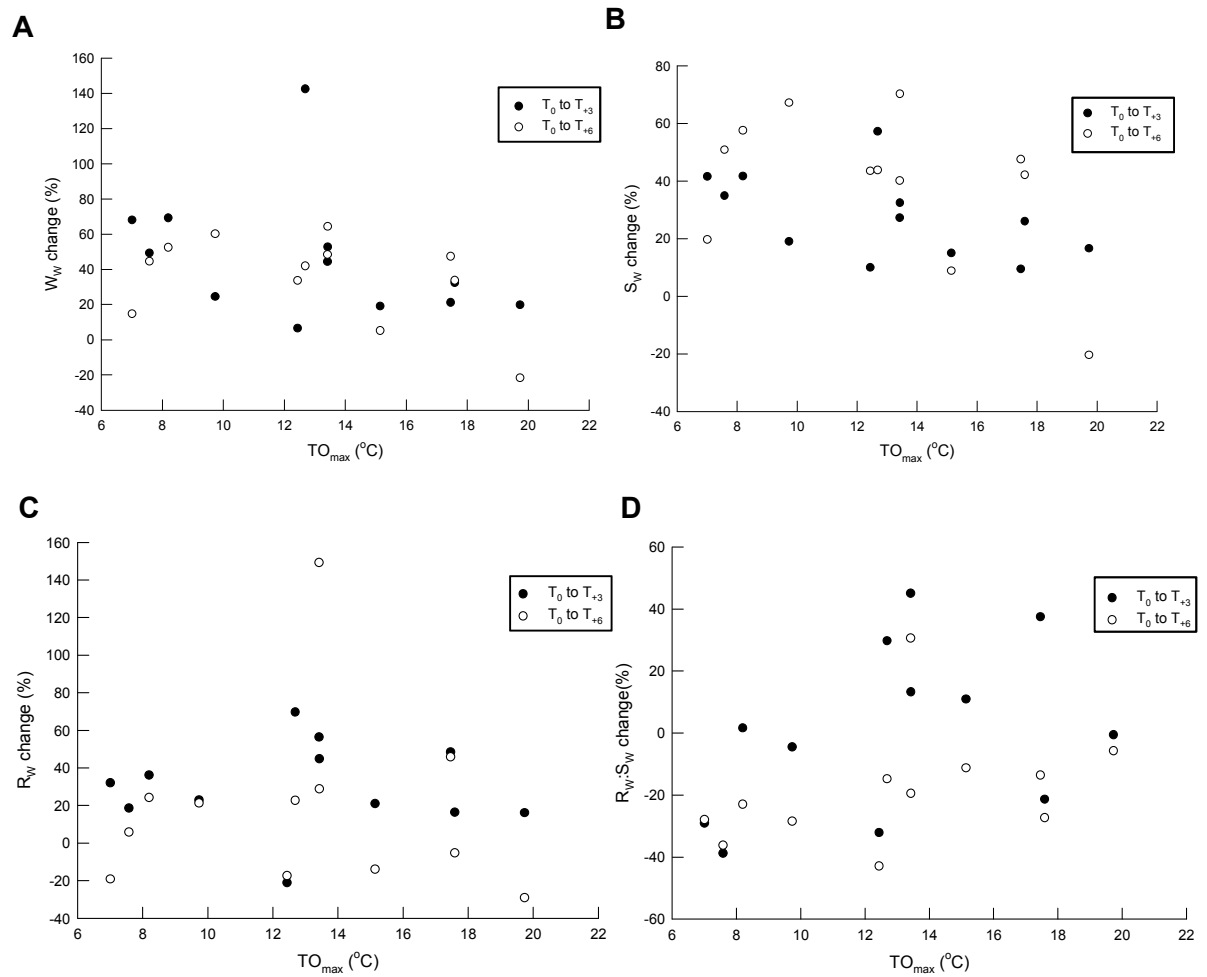 A
W_W change (%)
160
140
120
100
80
60
40
20
0
-20
-40
6 8 10 12 14 16 18 20 22
TO_max (°C)
T_0 to T_+3
T_0 to T_+6
B
S_W change (%)
80
60
40
20
0
-20
-40
6 8 10 12 14 16 18 20 22
TO_max (°C)
T_0 to T_+3
T_0 to T_+6
C
R_W change (%)
160
140
120
100
80
60
40
20
0
-20
-40
6 8 10 12 14 16 18 20 22
TO_max (°C)
T_0 to T_+3
T_0 to T_+6
D
R_W:S_W change(%)
60
40
20
0
-20
-40
-60
6 8 10 12 14 16 18 20 22
TO_max (°C)
T_0 to T_+3
T_0 to T_+6